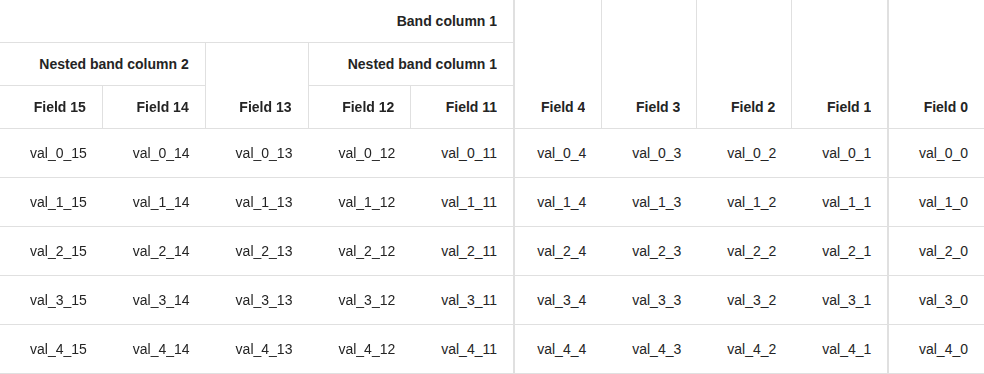 Band column 1
Nested band column 2 Nested band column 1
Field 15 Field 14 Field 13 Field 12 Field 11 Field 4 Field 3 Field 2 Field 1 Field 0
val_0_15 val_0_14 val_0_13 val_0_12 val_0_11 val_0_4 val_0_3 val_0_2 val_0_1 val_0_0
val_1_15 val_1_14 val_1_13 val_1_12 val_1_11 val_1_4 val_1_3 val_1_2 val_1_1 val_1_0
val_2_15 val_2_14 val_2_13 val_2_12 val_2_11 val_2_4 val_2_3 val_2_2 val_2_1 val_2_0
val_3_15 val_3_14 val_3_13 val_3_12 val_3_11 val_3_4 val_3_3 val_3_2 val_3_1 val_3_0
val_4_15 val_4_14 val_4_13 val_4_12 val_4_11 val_4_4 val_4_3 val_4_2 val_4_1 val_4_0